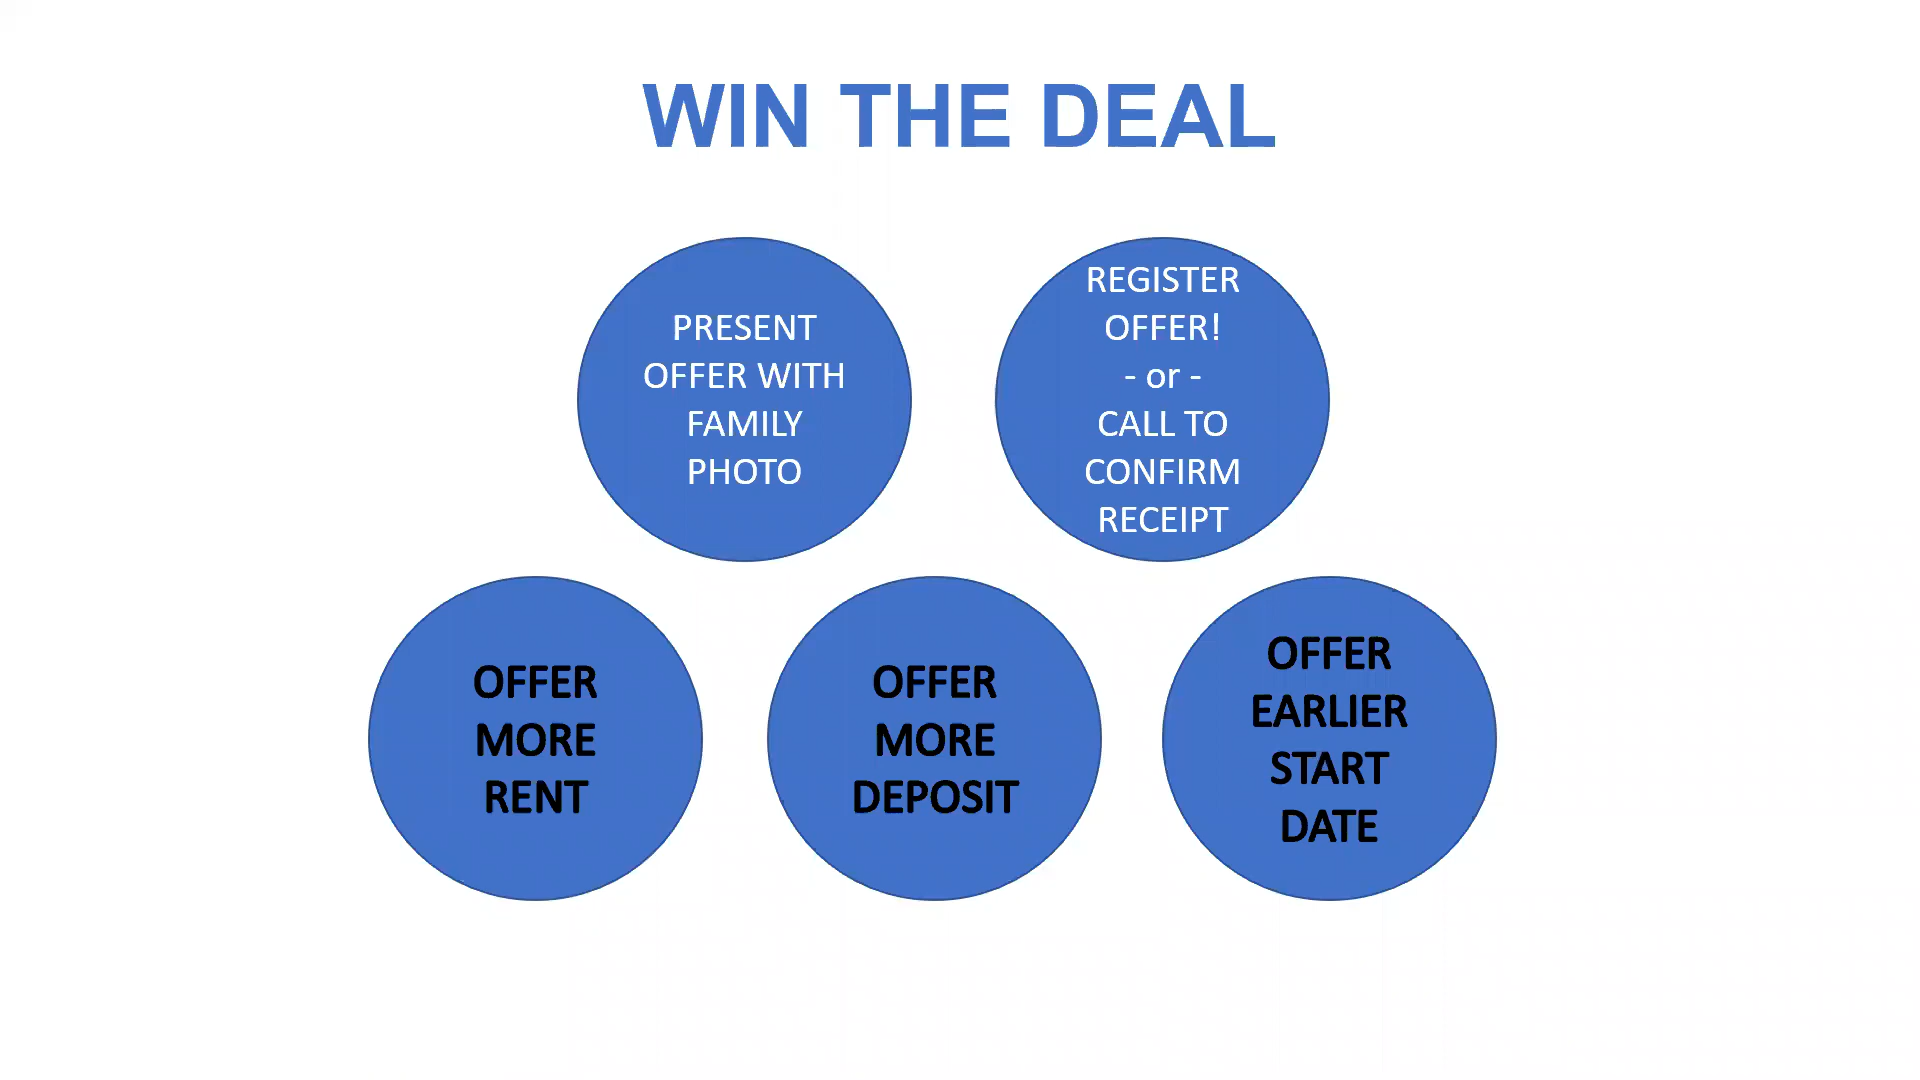 WIN THE DEAL
PRESENT
OFFER WITH
FAMILY
PHOTO
REGISTER
OFFER!
- or -
CALL TO
CONFIRM
RECEIPT
OFFER
MORE
RENT
OFFER
MORE
DEPOSIT
OFFER
EARLIER
START
DATE